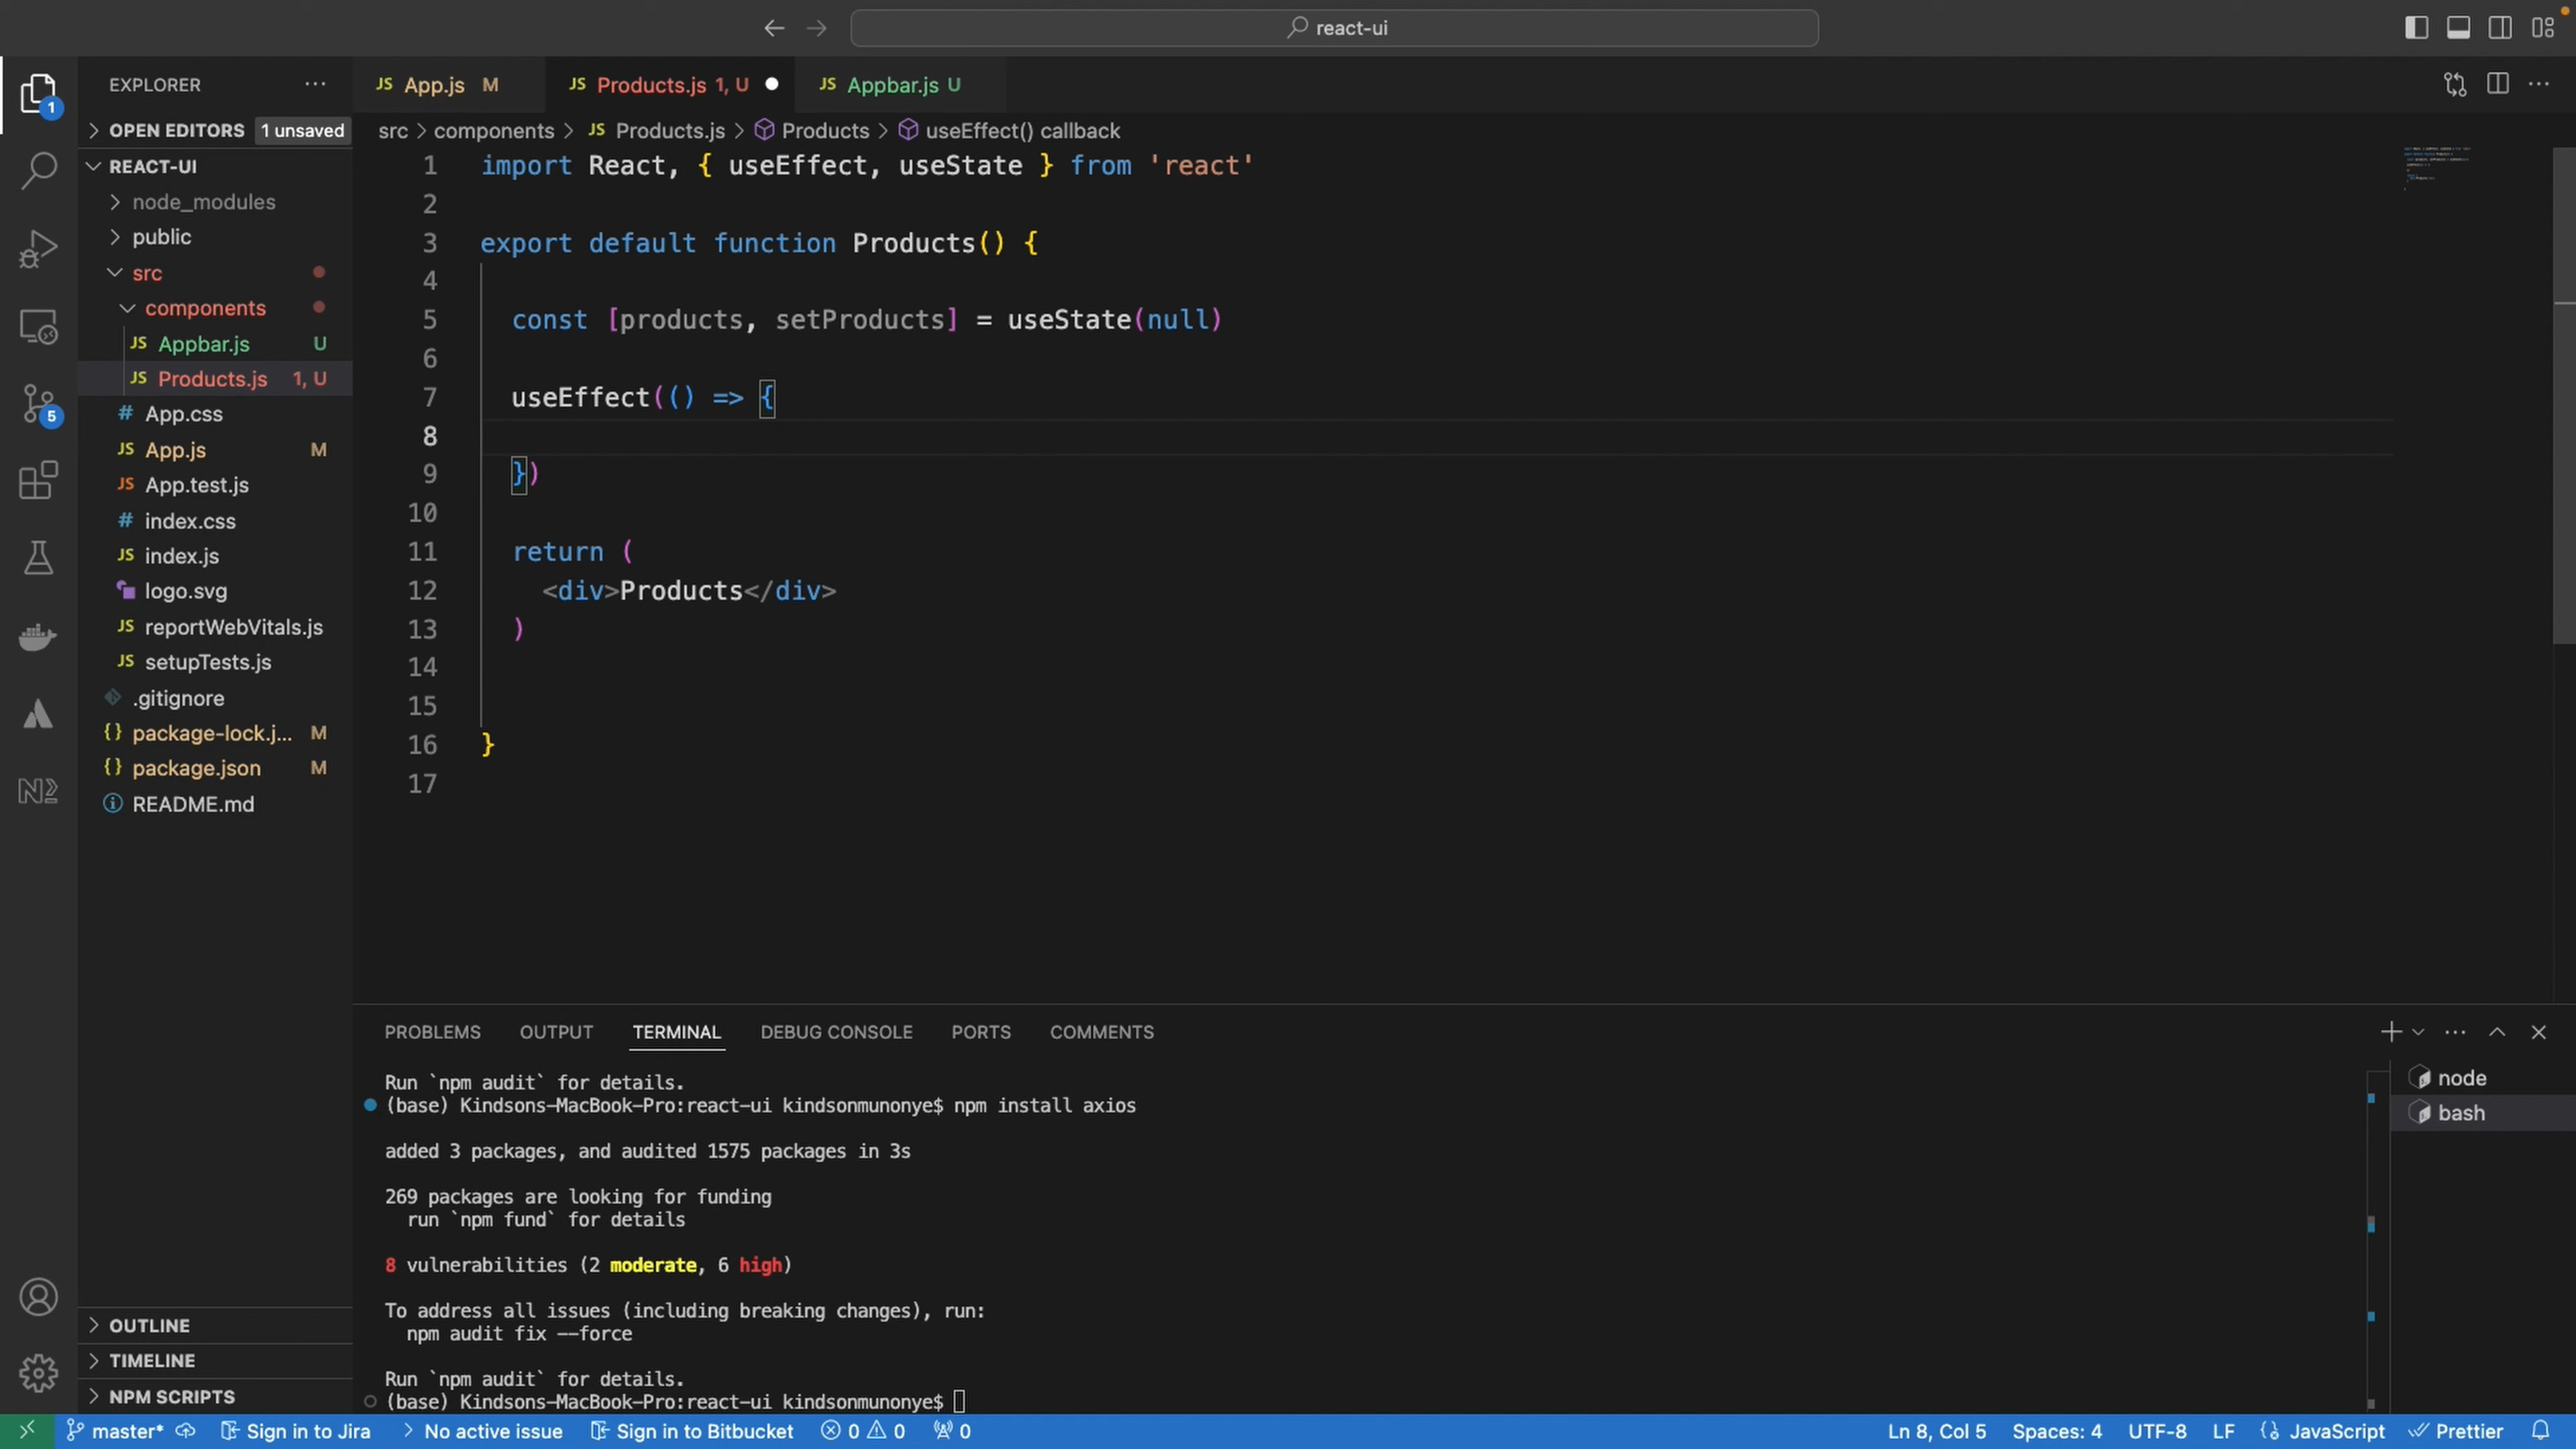 react-ui
EXPLORER
App.js M
Products.js 1, U
Appbar.js U
OPEN EDITORS 1 unsaved
src > components > JS Products.js > Products > useEffect() callback
REACT-UI
node_modules
public
src
components
JS Appbar.js U
JS Products.js 1, U
# App.css
JS App.js M
JS App.test.js
# index.css
JS index.js
logo.svg
JS reportWebVitals.js
JS setupTests.js
.gitignore
{} package-lock.j... M
{} package.json M
README.md
OUTLINE
TIMELINE
NPM SCRIPTS
1
5
1 import React, { useEffect, useState } from 'react'
2
3 export default function Products() {
4
5 const [products, setProducts] = useState(null)
6
7 useEffect(() => {
8
9 })
10
11 return (
12 <div>Products</div>
13 )
14
15
16 }
17
PROBLEMS OUTPUT TERMINAL DEBUG CONSOLE PORTS COMMENTS
Run `npm audit` for details.
(base) Kindsons-MacBook-Pro:react-ui kindsonmunonye$ npm install axios
added 3 packages, and audited 1575 packages in 3s
269 packages are looking for funding
run `npm fund` for details
8 vulnerabilities (2 moderate, 6 high)
To address all issues (including breaking changes), run:
npm audit fix --force
Run `npm audit` for details.
(base) Kindsons-MacBook-Pro:react-ui kindsonmunonye$
node
bash
master* Sign in to Jira > No active issue Sign in to Bitbucket 0 0 0 Ln 8, Col 5 Spaces: 4 UTF-8 LF JavaScript Prettier